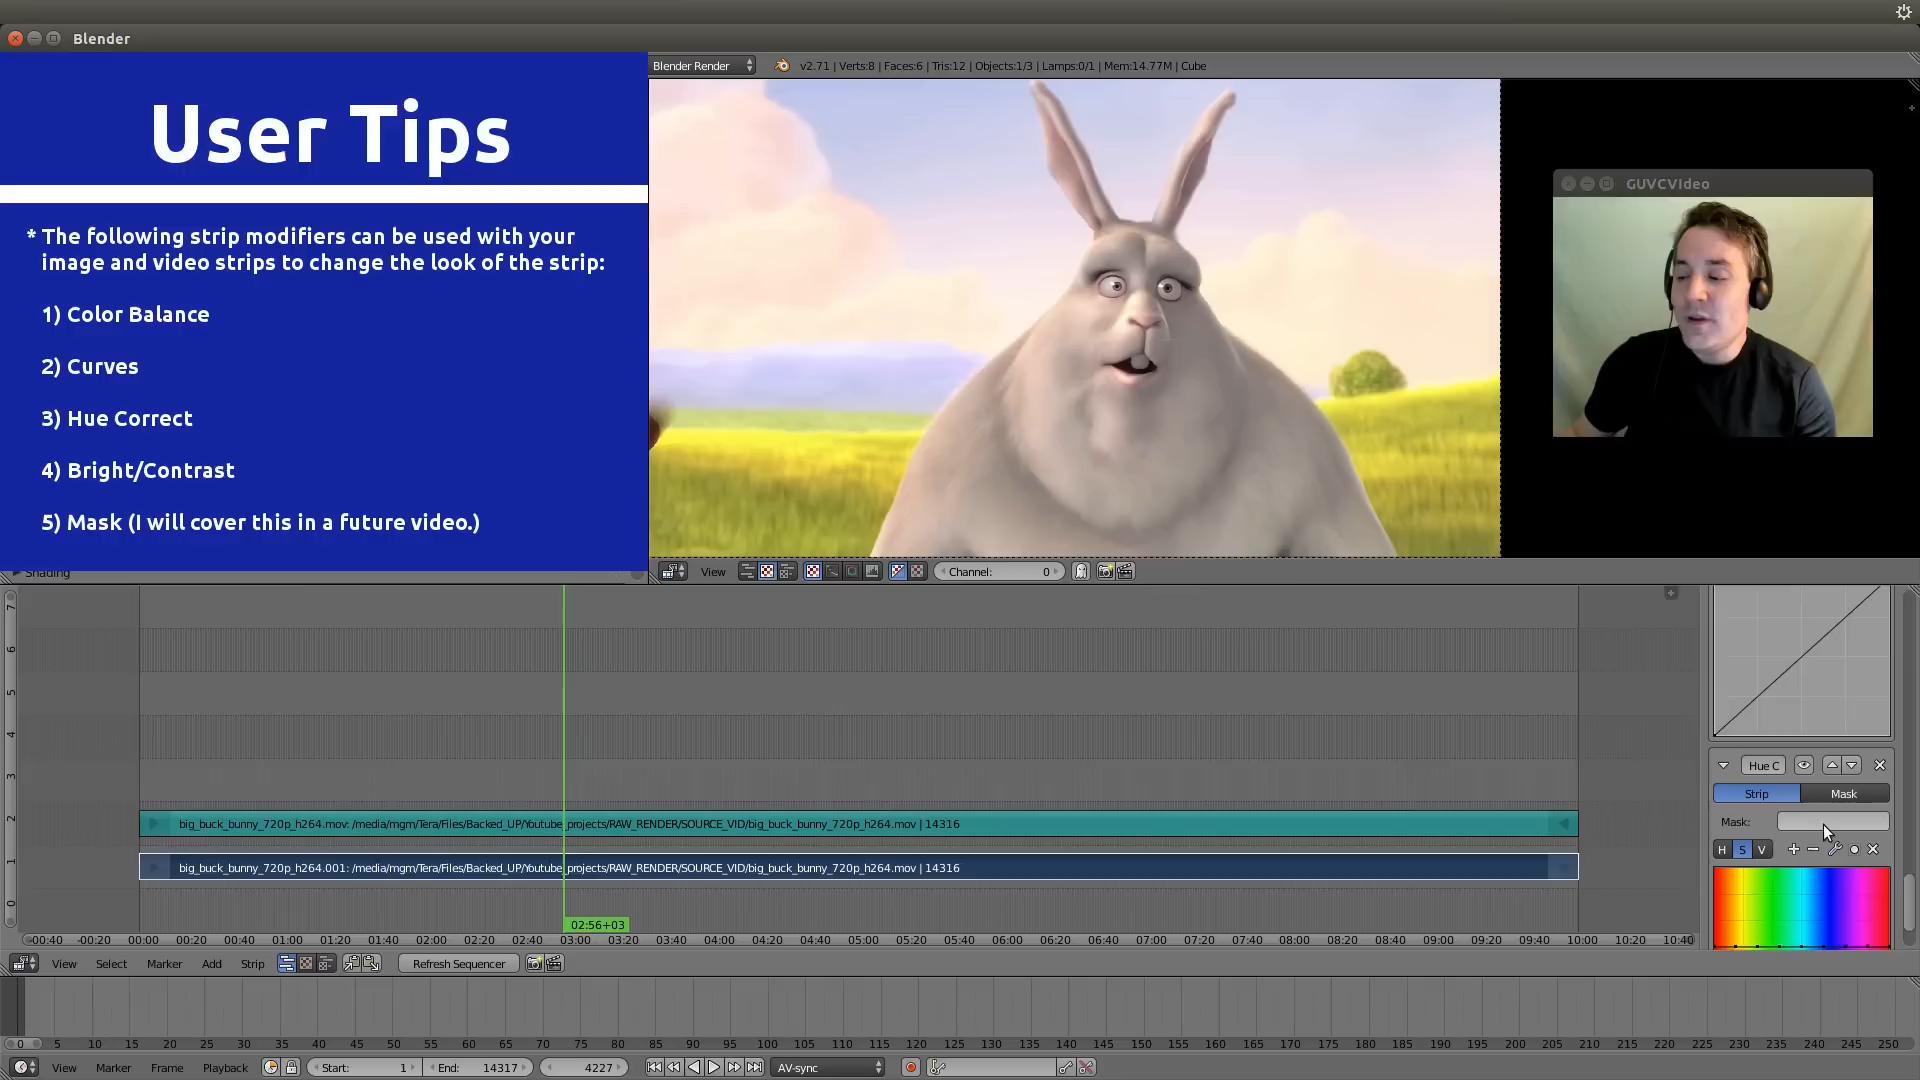 Blender
User Tips
* The following strip modifiers can be used with your
image and video strips to change the look of the strip:
1) Color Balance
2) Curves
3) Hue Correct
4) Bright/Contrast
5) Mask (I will cover this in a future video.)
Shading
Blender Render
v2.71 | Verts:8 | Faces:6 | Tris:12 | Objects:1/3 | Lamps:0/1 | Mem:14.77M | Cube
GUVCVideo
View Channel: 0
7
6
5
4
3
2
1
0
big_buck_bunny_720p_h264.mov: /media/mgm/Tera/Files/Backed_UP/Youtube_projects/RAW_RENDER/SOURCE_VID/big_buck_bunny_720p_h264.mov | 14316
big_buck_bunny_720p_h264.001: /media/mgm/Tera/Files/Backed_UP/Youtube_projects/RAW_RENDER/SOURCE_VID/big_buck_bunny_720p_h264.mov | 14316
02:56+03
-00:40 -00:20 00:00 00:20 00:40 01:00 01:20 01:40 02:00 02:20 02:40 03:00 03:20 03:40 04:00 04:20 04:40 05:00 05:20 05:40 06:00 06:20 06:40 07:00 07:20 07:40 08:00 08:20 08:40 09:00 09:20 09:40 10:00 10:20 10:40
Hue C
Strip Mask
Mask:
H S V
View Select Marker Add Strip Refresh Sequencer
0 5 10 15 20 25 30 35 40 45 50 55 60 65 70 75 80 85 90 95 100 105 110 115 120 125 130 135 140 145 150 155 160 165 170 175 180 185 190 195 200 205 210 215 220 225 230 235 240 245 250
View Marker Frame Playback Start: 1 End: 14317 4227 AV-sync